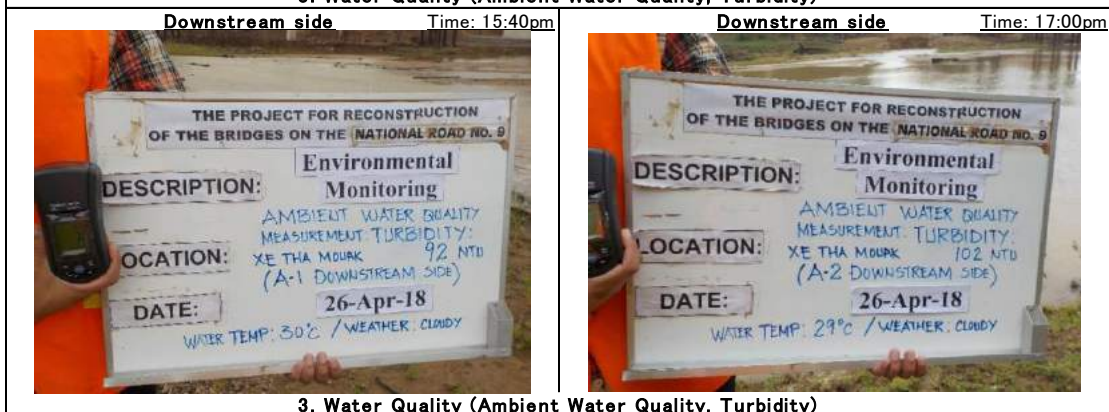 3. Water Quality (Ambient Water Quality, Turbidity)
Downstream side Time: 15:40pm
THE PROJECT FOR RECONSTRUCTION
OF THE BRIDGES ON THE NATIONAL ROAD NO. 9
DESCRIPTION: Environmental
Monitoring
AMBIENT WATER QUALITY
MEASUREMENT: TURBIDITY:
LOCATION: XE THA MOUAK 92 NTU
(A-1 DOWNSTREAM SIDE)
DATE: 26-Apr-18
WATER TEMP: 30°C / WEATHER: CLOUDY
Downstream side Time: 17:00pm
THE PROJECT FOR RECONSTRUCTION
OF THE BRIDGES ON THE NATIONAL ROAD NO. 9
DESCRIPTION: Environmental
Monitoring
AMBIENT WATER QUALITY
MEASUREMENT: TURBIDITY:
LOCATION: XE THA MOUAK 102 NTU
(A-2 DOWNSTREAM SIDE)
DATE: 26-Apr-18
WATER TEMP: 29°C / WEATHER: CLOUDY
3. Water Quality (Ambient Water Quality, Turbidity)